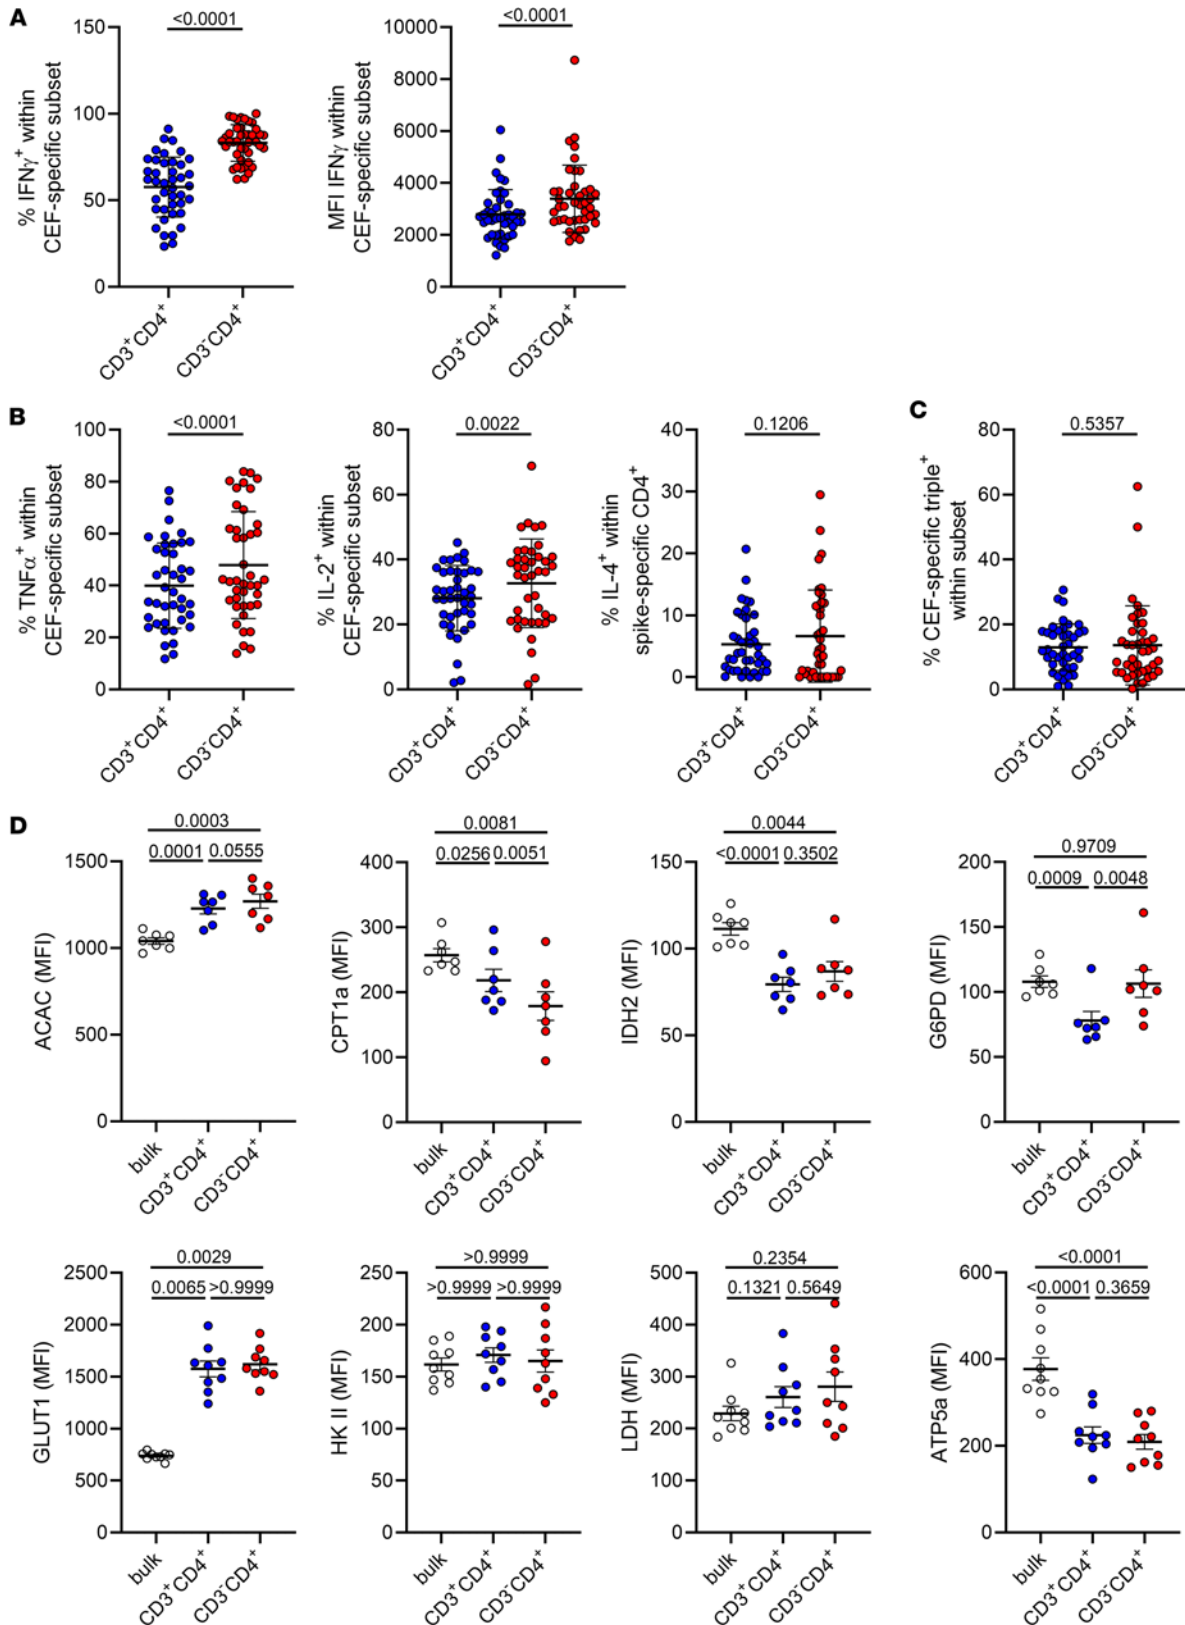 A
<0.0001
% IFNγ⁺ within
CEF-specific subset
150
100
50
0
CD3⁺CD4⁺
CD3⁻CD4⁺
<0.0001
MFI IFNγ within
CEF-specific subset
10000
8000
6000
4000
2000
0
CD3⁺CD4⁺
CD3⁻CD4⁺
B
<0.0001
% TNFα⁺ within
CEF-specific subset
100
80
60
40
20
0
CD3⁺CD4⁺
CD3⁻CD4⁺
0.0022
% IL-2⁺ within
CEF-specific subset
80
60
40
20
0
CD3⁺CD4⁺
CD3⁻CD4⁺
0.1206
% IL-4⁺ within
spike-specific CD4⁺
40
30
20
10
0
CD3⁺CD4⁺
CD3⁻CD4⁺
C
0.5357
% CEF-specific triple⁺
within subset
80
60
40
20
0
CD3⁺CD4⁺
CD3⁻CD4⁺
D
0.0003
0.0001 0.0555
ACAC (MFI)
1500
1000
500
0
bulk
CD3⁺CD4⁺
CD3⁻CD4⁺
0.0081
0.0256 0.0051
CPT1a (MFI)
400
300
200
100
0
bulk
CD3⁺CD4⁺
CD3⁻CD4⁺
0.0044
<0.0001 0.3502
IDH2 (MFI)
150
100
50
0
bulk
CD3⁺CD4⁺
CD3⁻CD4⁺
0.9709
0.0009 0.0048
G6PD (MFI)
200
150
100
50
0
bulk
CD3⁺CD4⁺
CD3⁻CD4⁺
0.0029
0.0065 >0.9999
GLUT1 (MFI)
2500
2000
1500
1000
500
0
bulk
CD3⁺CD4⁺
CD3⁻CD4⁺
>0.9999
>0.9999 >0.9999
HK II (MFI)
250
200
150
100
50
0
bulk
CD3⁺CD4⁺
CD3⁻CD4⁺
0.2354
0.1321 0.5649
LDH (MFI)
500
400
300
200
100
0
bulk
CD3⁺CD4⁺
CD3⁻CD4⁺
<0.0001
<0.0001 0.3659
ATP5a (MFI)
600
400
200
0
bulk
CD3⁺CD4⁺
CD3⁻CD4⁺